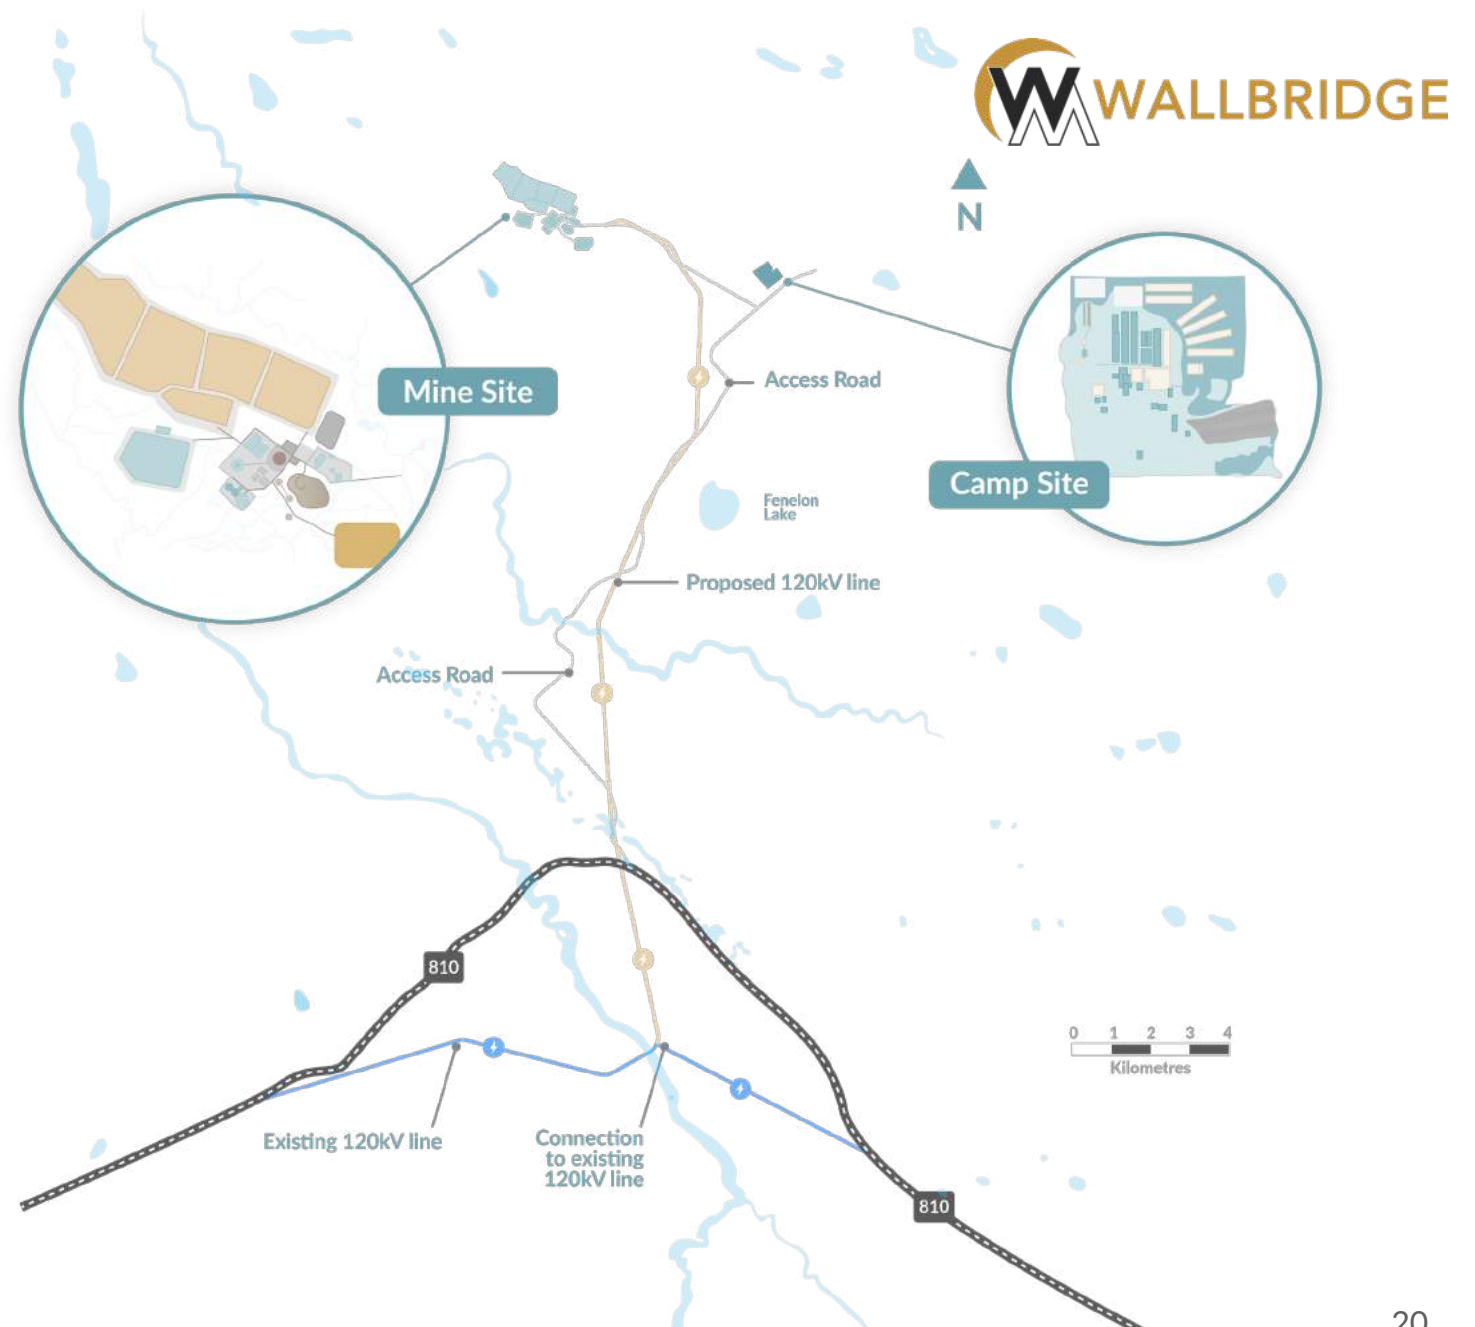 WALLBRIDGE
N
Mine Site
Access Road
Camp Site
Fenelon
Lake
Proposed 120kV line
Access Road
810
0 1 2 3 4
Kilometres
Existing 120kV line
Connection
to existing
120kV line
810
20